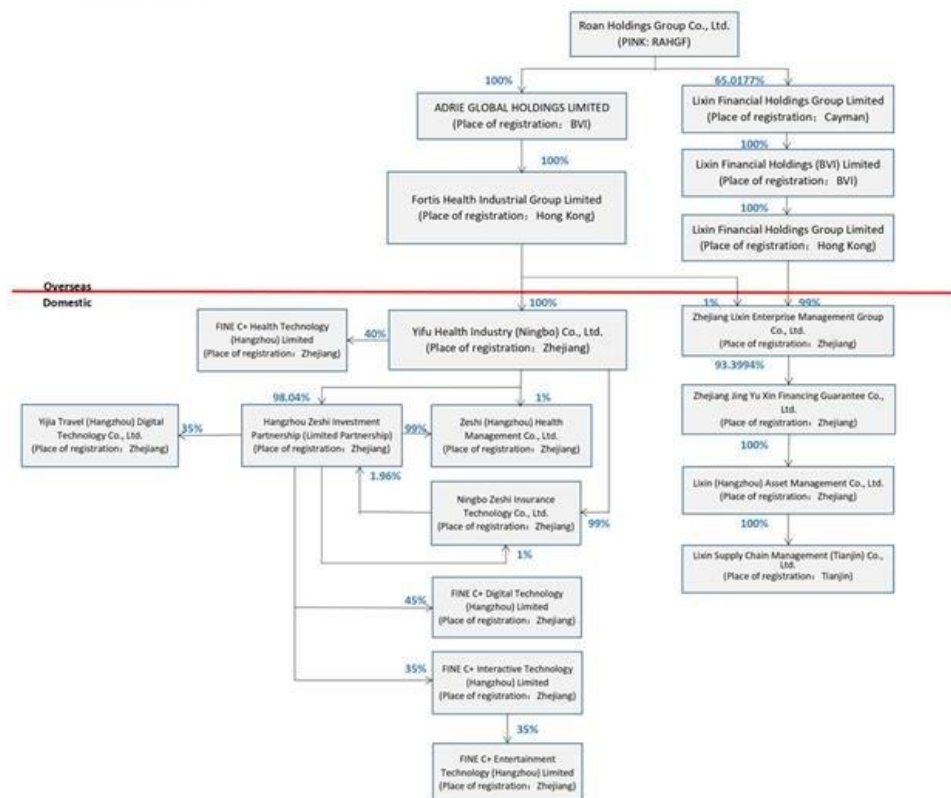 Roan Holdings Group Co., Ltd.
(PINK: RAHGF)
100%
65.0177%
ADRIE GLOBAL HOLDINGS LIMITED
(Place of registration: BVI)
Lixin Financial Holdings Group Limited
(Place of registration: Cayman)
100%
100%
Lixin Financial Holdings (BVI) Limited
(Place of registration: BVI)
Fortis Health Industrial Group Limited
(Place of registration: Hong Kong)
100%
Lixin Financial Holdings Group Limited
(Place of registration: Hong Kong)
Overseas
Domestic
100%
1%
99%
FINE C+ Health Technology
(Hangzhou) Limited
(Place of registration: Zhejiang)
40%
Yifu Health Industry (Ningbo) Co., Ltd.
(Place of registration: Zhejiang)
Zhejiang Lixin Enterprise Management Group
Co., Ltd.
(Place of registration: Zhejiang)
93.3994%
98.04%
1%
Yijia Travel (Hangzhou) Digital
Technology Co., Ltd.
(Place of registration: Zhejiang)
35%
Hangzhou Zeshi Investment
Partnership (Limited Partnership)
(Place of registration: Zhejiang)
99%
Zeshi (Hangzhou) Health
Management Co., Ltd.
(Place of registration: Zhejiang)
Zhejiang Jing Yu Xin Financing Guarantee Co.,
Ltd.
(Place of registration: Zhejiang)
100%
1.96%
Ningbo Zeshi Insurance
Technology Co., Ltd.
(Place of registration: Zhejiang)
99%
1%
Lixin (Hangzhou) Asset Management Co., Ltd.
(Place of registration: Zhejiang)
100%
Lixin Supply Chain Management (Tianjin) Co.,
Ltd.
(Place of registration: Tianjin)
45%
FINE C+ Digital Technology
(Hangzhou) Limited
(Place of registration: Zhejiang)
35%
FINE C+ Interactive Technology
(Hangzhou) Limited
(Place of registration: Zhejiang)
35%
FINE C+ Entertainment
Technology (Hangzhou) Limited
(Place of registration: Zhejiang)